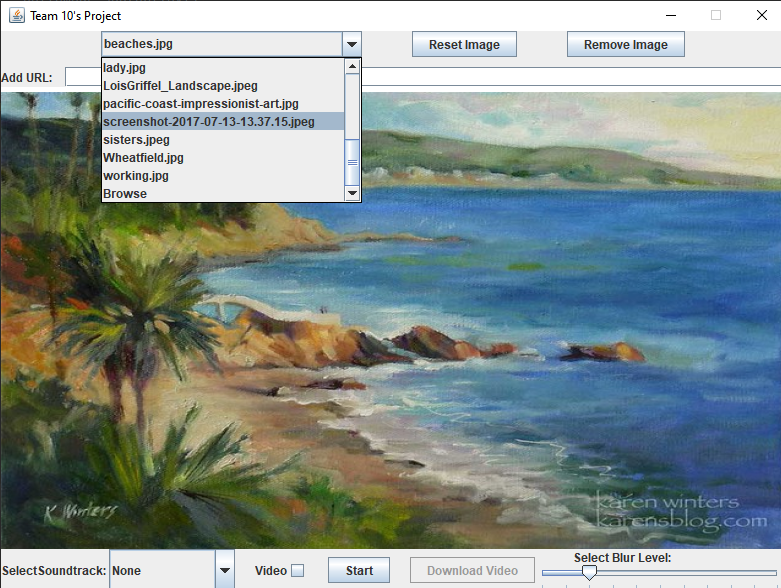 Team 10's Project
beaches.jpg
Reset Image
Remove Image
Add URL:
lady.jpg
LoisGriffel_Landscape.jpeg
pacific-coast-impressionist-art.jpg
screenshot-2017-07-13-13.37.15.jpeg
sisters.jpeg
Wheatfield.jpg
working.jpg
Browse
K Winters
karen winters
karensblog.com
SelectSoundtrack:
None
Video
Start
Download Video
Select Blur Level: